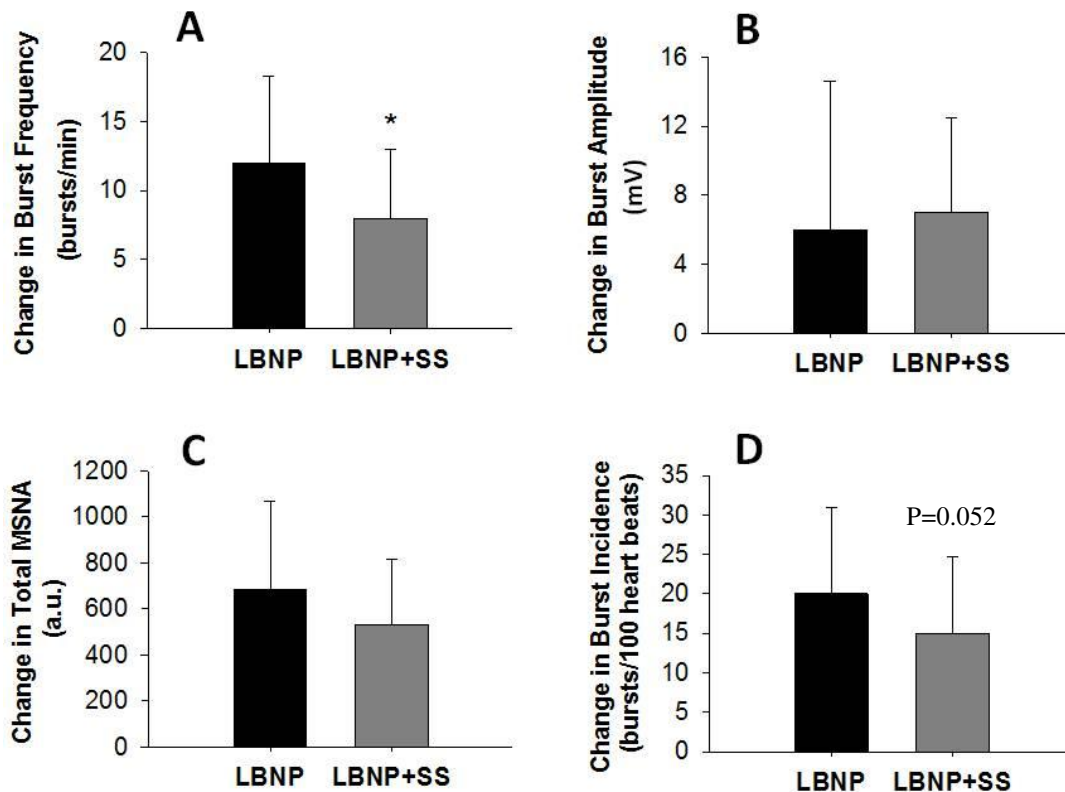 A
Change in Burst Frequency
(bursts/min)
20
15
10
5
0
*
LBNP
LBNP+SS
B
Change in Burst Amplitude
(mV)
16
12
8
4
0
LBNP
LBNP+SS
C
Change in Total MSNA
(a.u.)
1200
1000
800
600
400
200
0
LBNP
LBNP+SS
D
Change in Burst Incidence
(bursts/100 heart beats)
35
30
25
20
15
10
5
0
P=0.052
LBNP
LBNP+SS